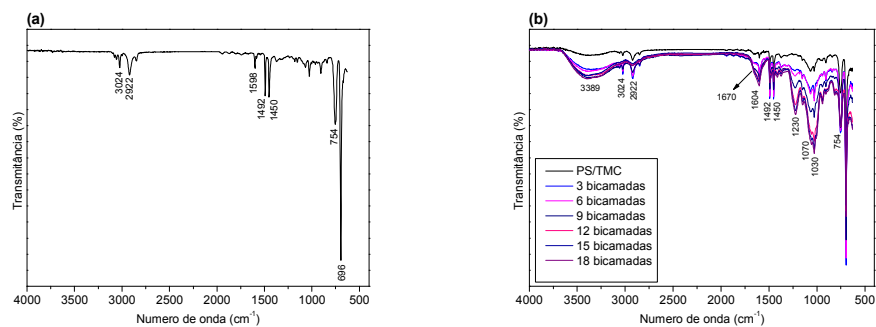 (a)
Transmitância (%)
3024
2922
1598
1492
1450
754
696
4000 3500 3000 2500 2000 1500 1000 500
Numero de onda (cm⁻¹)
(b)
Transmitância (%)
3389
3024
2922
1670
1604
1492
1450
1230
1070
1030
754
PS/TMC
3 bicamadas
6 bicamadas
9 bicamadas
12 bicamadas
15 bicamadas
18 bicamadas
4000 3500 3000 2500 2000 1500 1000 500
Numero de onda (cm⁻¹)